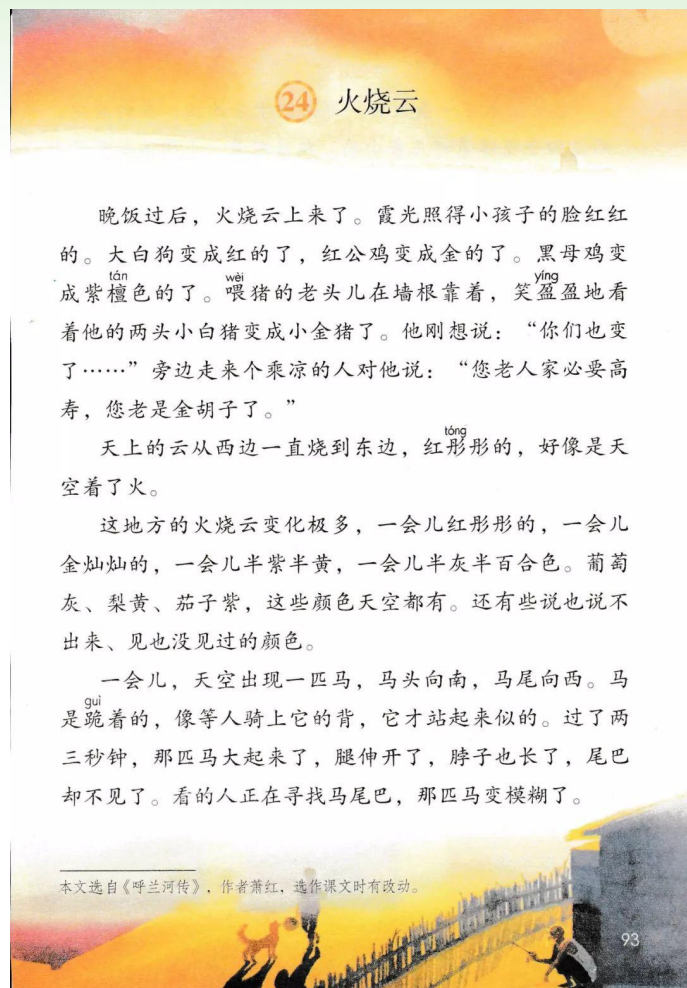 24 火烧云
晚饭过后，火烧云上来了。霞光照得小孩子的脸红红
的。大白狗变成红的了，红公鸡变成金的了。黑母鸡变
tán wèi yíng
成紫檀色的了。喂猪的老头儿在墙根靠着，笑盈盈地看
着他的两头小白猪变成小金猪了。他刚想说：“你们也变
了……”旁边走来个乘凉的人对他说：“您老人家必要高
寿，您老是金胡子了。”
tóng
天上的云从西边一直烧到东边，红彤彤的，好像是天
空着了火。
这地方的火烧云变化极多，一会儿红彤彤的，一会儿
金灿灿的，一会儿半紫半黄，一会儿半灰半百合色。葡萄
灰、梨黄、茄子紫，这些颜色天空都有。还有些说也说不
出来、见也没见过的颜色。
一会儿，天空出现一匹马，马头向南，马尾向西。马
guì
是跪着的，像等人骑上它的背，它才站起来似的。过了两
三秒钟，那匹马大起来了，腿伸开了，脖子也长了，尾巴
却不见了。看的人正在寻找马尾巴，那匹马变模糊了。
本文选自《呼兰河传》，作者萧红，选作课文时有改动。
93